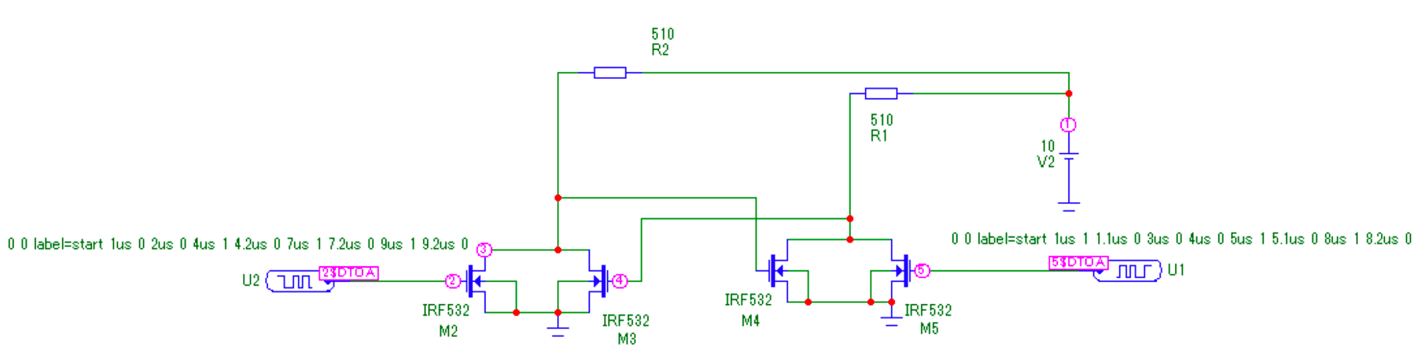 510
R2
510
R1
1
10
V2
0 0 label=start 1us 0 2us 0 4us 1 4.2us 0 7us 1 7.2us 0 9us 1 9.2us 0
3
0 0 label=start 1us 1 1.1us 0 3us 0 4us 0 5us 1 5.1us 0 8us 1 8.2us 0
U2
2$DTOA
2
4
5
5$DTOA
U1
IRF532
M2
IRF532
M3
IRF532
M4
IRF532
M5